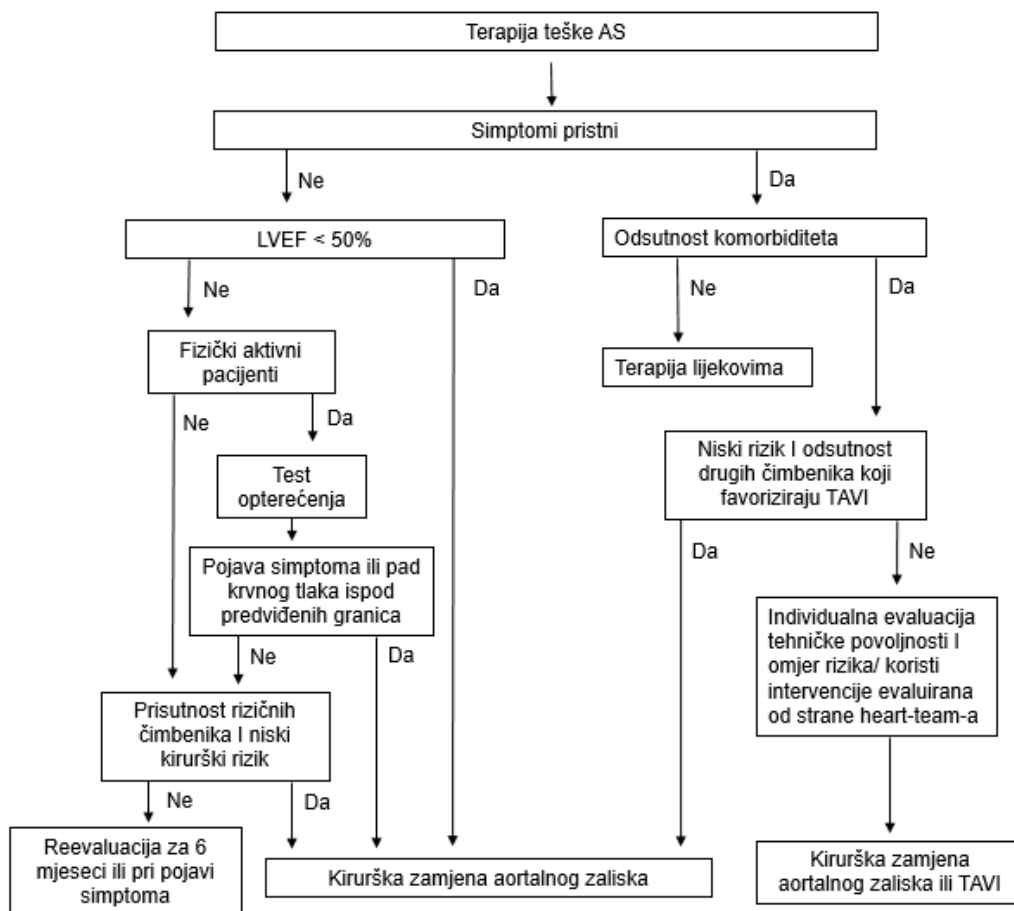 Terapija teške AS
Simptomi pristni
Ne
Da
LVEF < 50%
Odsutnost komorbiditeta
Ne
Da
Ne
Da
Fizički aktivni
pacijenti
Terapija lijekovima
Ne
Da
Test
opterećenja
Niski rizik I odsutnost
drugih čimbenika koji
favoriziraju TAVI
Pojava simptoma ili pad
krvnog tlaka ispod
predviđenih granica
Da
Ne
Ne
Da
Individualna evaluacija
tehničke povoljnosti I
omjer rizika/ koristi
intervencije evaluirana
od strane heart-team-a
Prisutnost rizičnih
čimbenika I niski
kirurški rizik
Ne
Da
Reevaluacija za 6
mjeseci ili pri pojavi
simptoma
Kirurška zamjena aortalnog zaliska
Kirurška zamjena
aortalnog zaliska ili TAVI